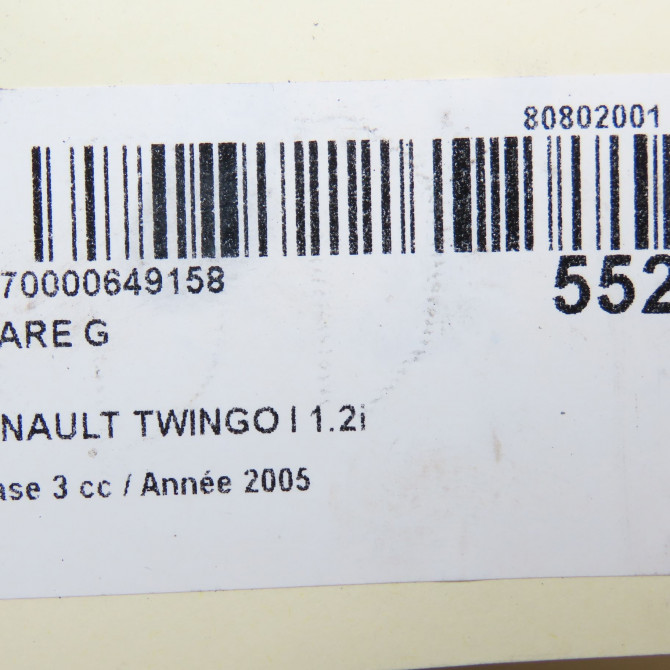 80802001
70000649158
552
ARE G
NAULT TWINGO I 1.2i
ase 3 cc / Année 2005